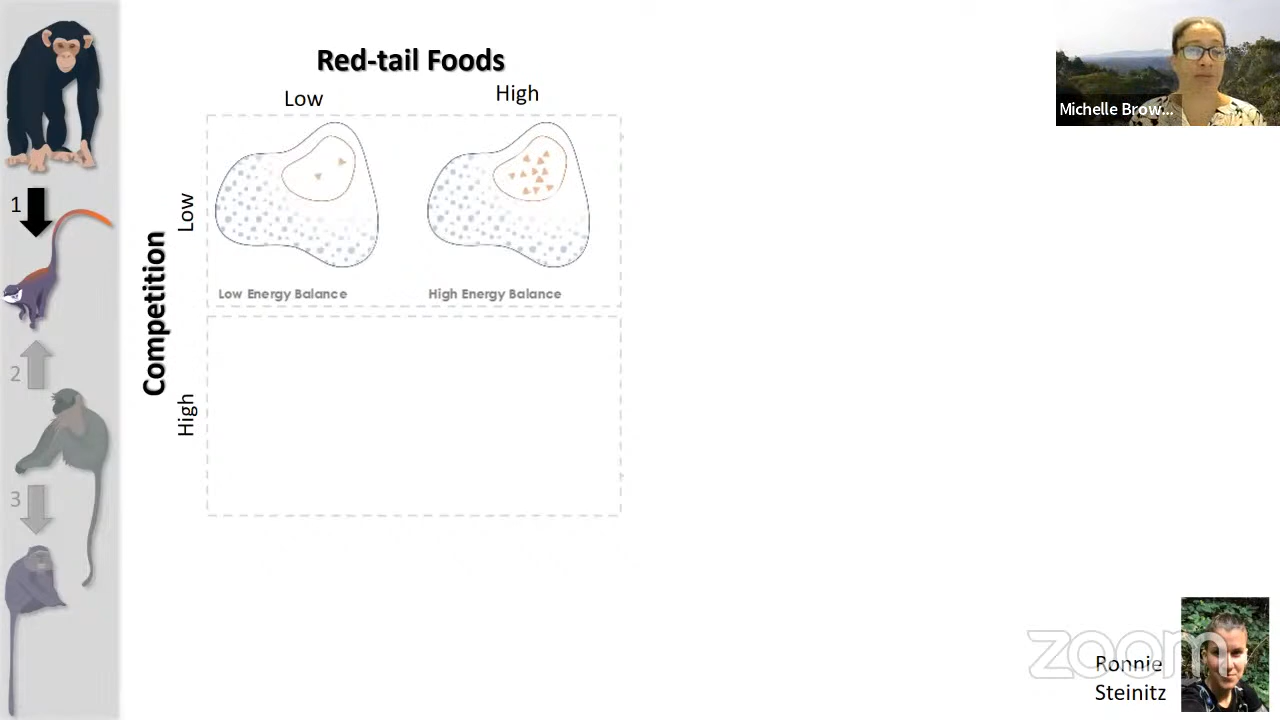 Red-tail Foods
Low
High
Michelle Brow...
1
Low
Competition
Low Energy Balance
High Energy Balance
2
High
3
zoom
Ronnie
Steinitz